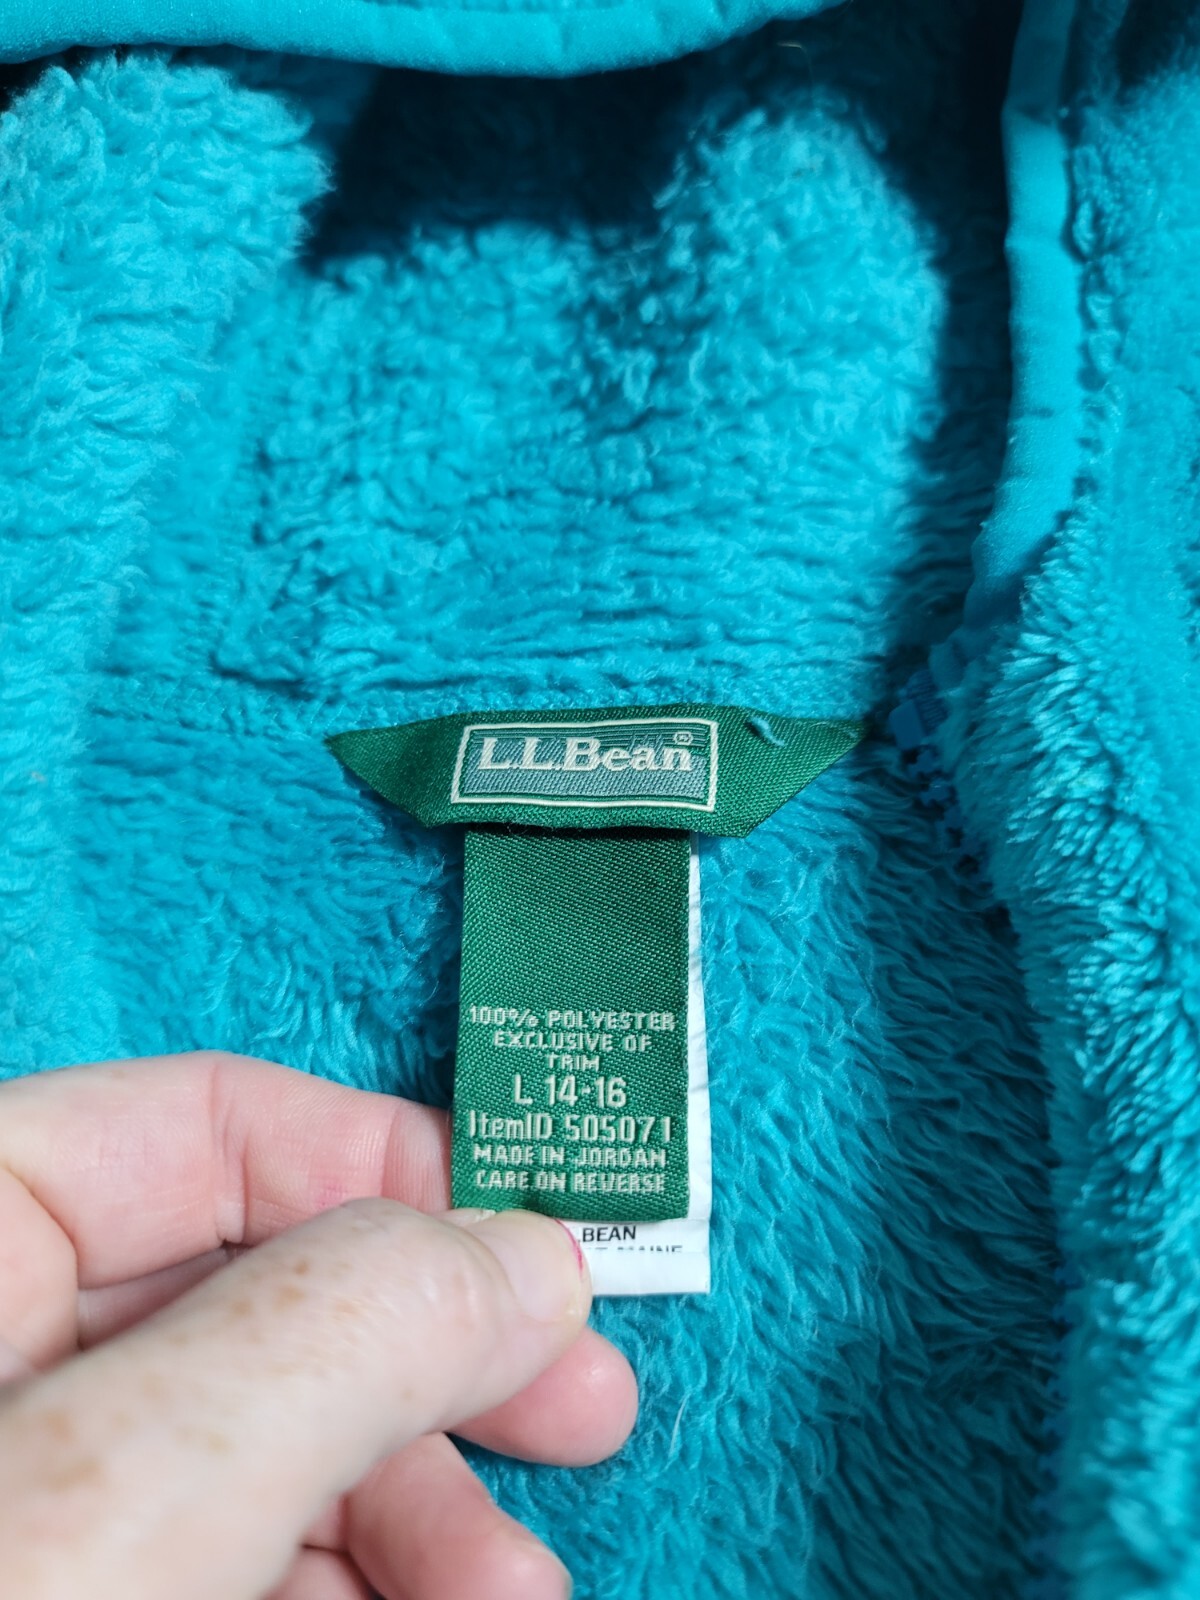 L.L.Bean®
100% POLYESTER
EXCLUSIVE OF
TRIM
L 14-16
ItemID 505071
MADE IN JORDAN
CARE ON REVERSE
.BEAN